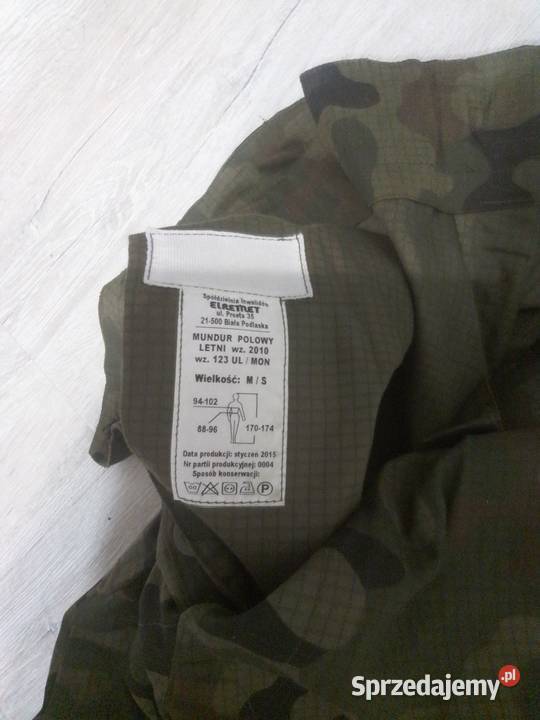 Spółdzielnia Inwalidów
ELREMET
ul. Prosta 35
21-500 Biała Podlaska
MUNDUR POLOWY
LETNI wz. 2010
wz. 123 UL / MON
Wielkość: M / S
94-102
88-96
170-174
Data produkcji: styczeń 2015
Nr partii produkcyjnej: 0004
Sposób konserwacji:
P
Sprzedajemy.pl